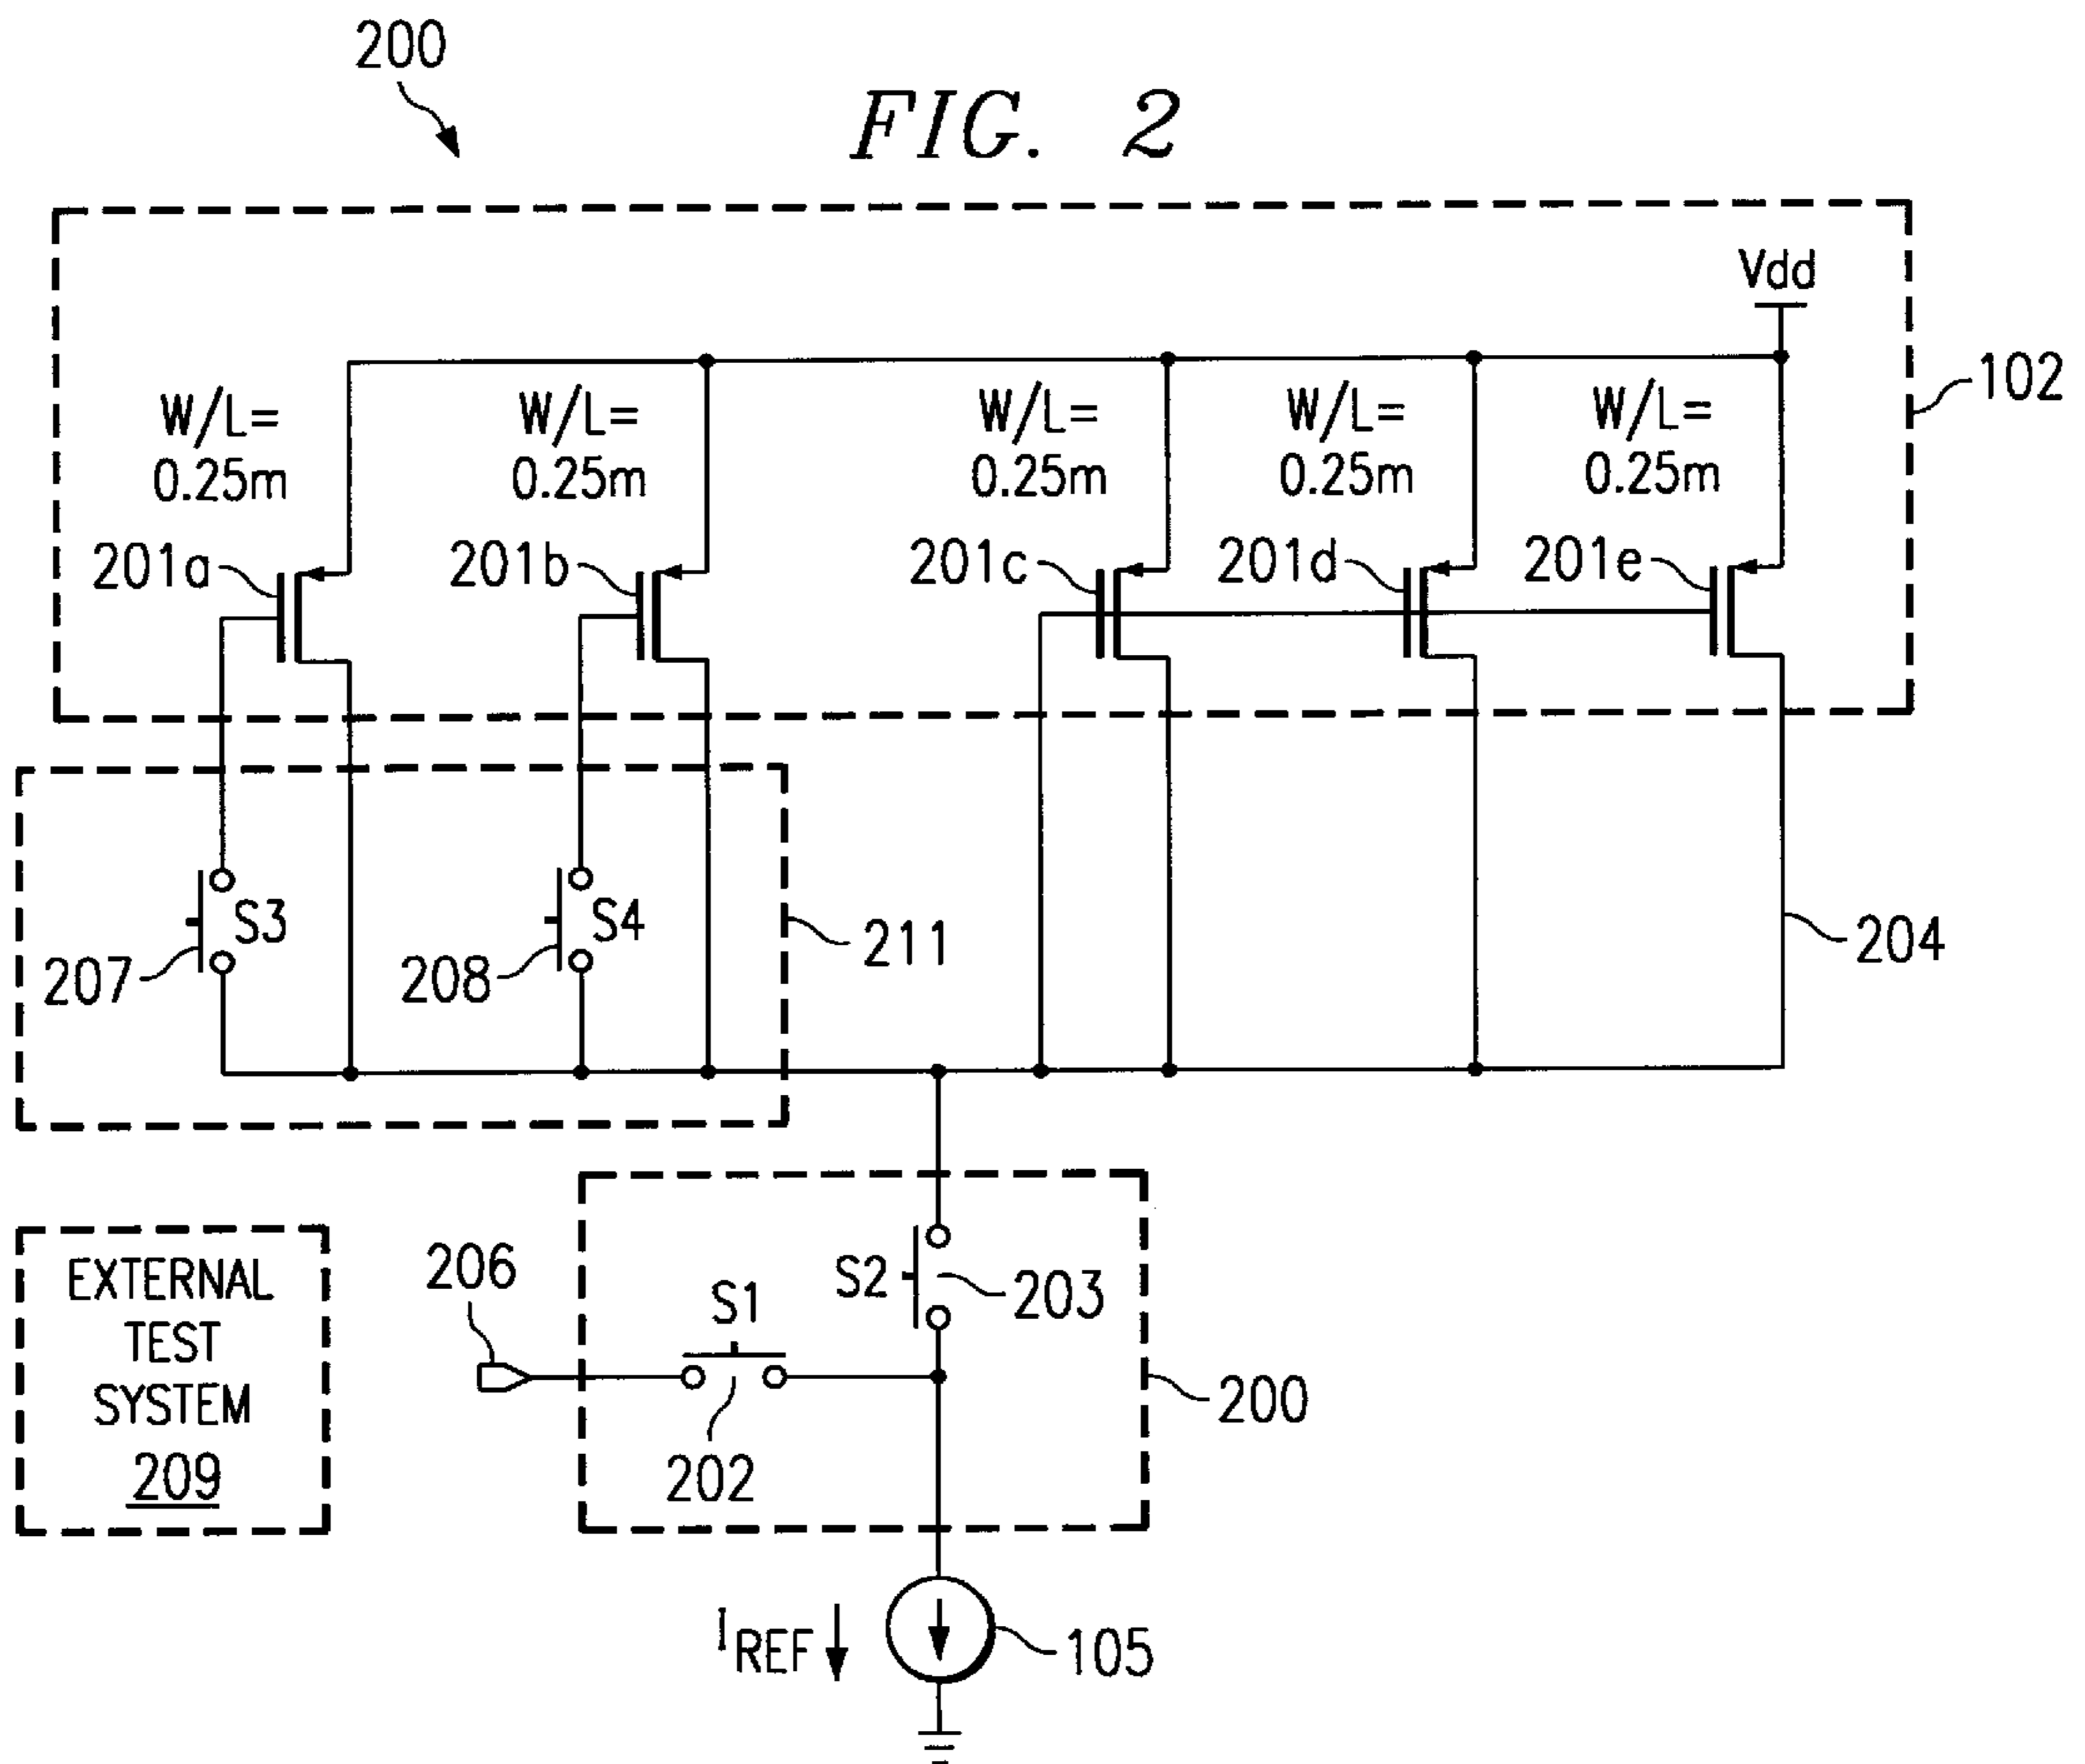 200
FIG. 2
Vdd
102
W/L=
0.25m
W/L=
0.25m
W/L=
0.25m
W/L=
0.25m
W/L=
0.25m
201a
201b
201c
201d
201e
S3
S4
211
204
207
208
EXTERNAL
TEST
SYSTEM
209
206
S1
S2
203
202
200
IREF
105